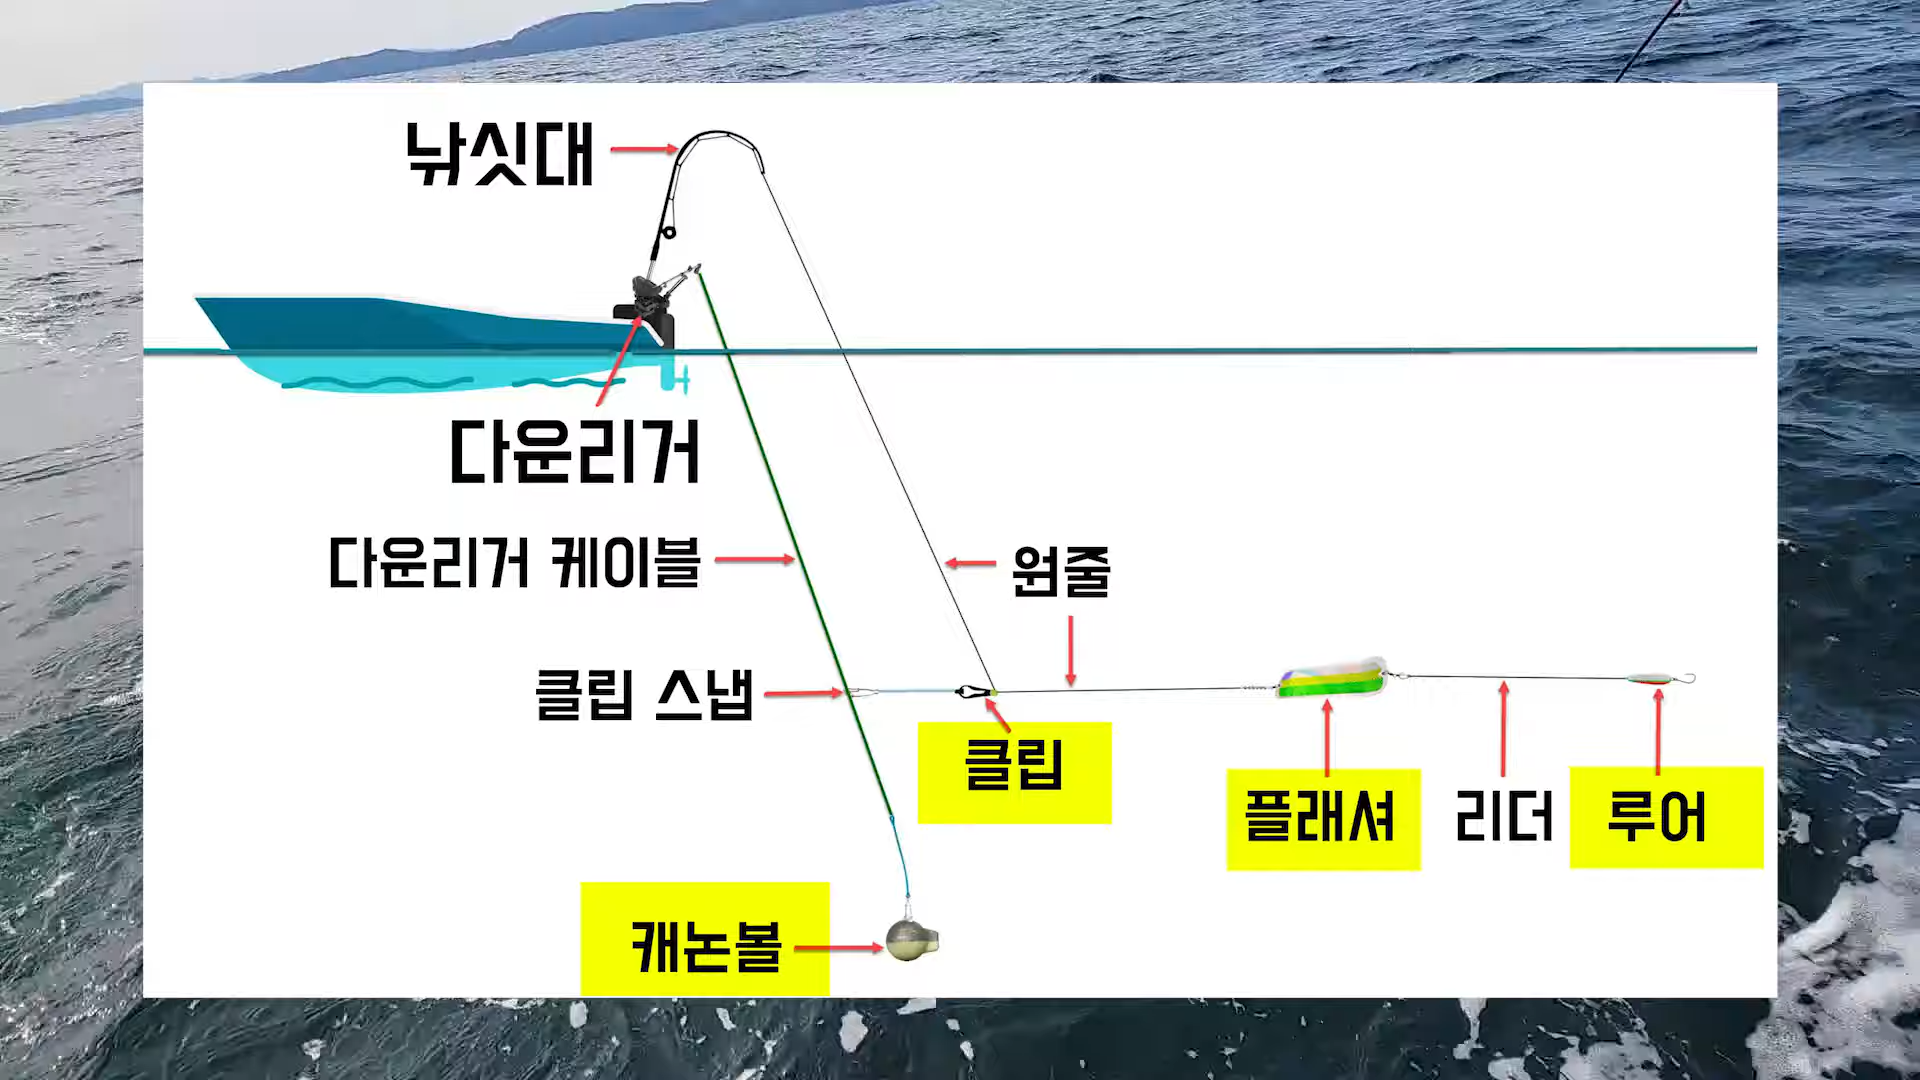 낚싯대
다운리거
다운리거 케이블
원줄
클립 스냅
클립
플래셔
리더
루어
캐논볼